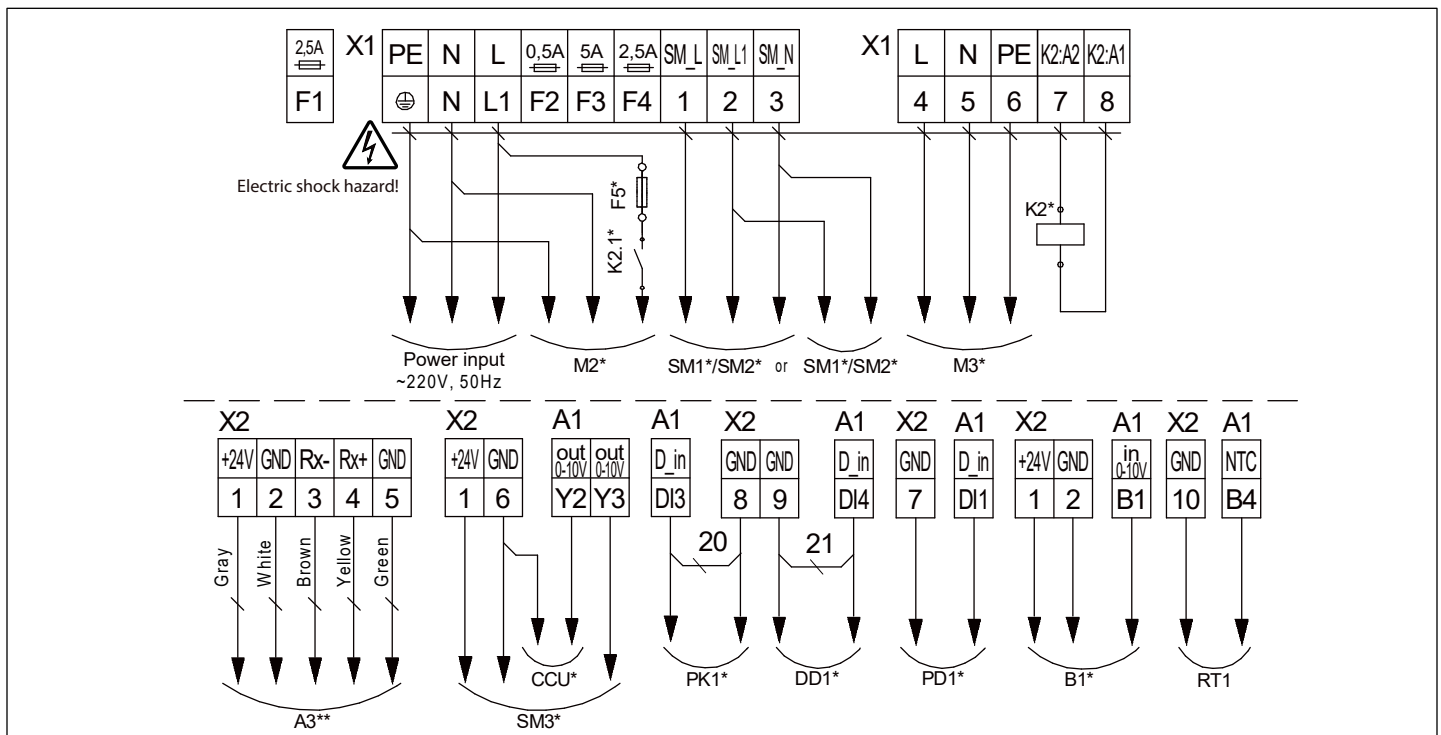 2,5A
F1
X1 PE N L 0,5A 5A 2,5A SM_L SM_L1 SM_N
N L1 F2 F3 F4 1 2 3
X1 L N PE K2:A2 K2:A1
4 5 6 7 8
Electric shock hazard!
F5*
K2.1*
K2*
Power input
~220V, 50Hz
M2*
SM1*/SM2* or SM1*/SM2*
M3*
X2
+24V GND Rx- Rx+ GND
1 2 3 4 5
Gray
White
Brown
Yellow
Green
A3**
X2 A1
+24V GND out 0-10V out 0-10V
1 6 Y2 Y3
CCU*
SM3*
A1 X2 A1
D_in GND GND D_in
DI3 8 9 DI4
20 21
PK1* DD1*
X2 A1
GND D_in
7 DI1
PD1*
X2 A1
+24V GND in 0-10V
1 2 B1
B1*
X2 A1
GND NTC
10 B4
RT1